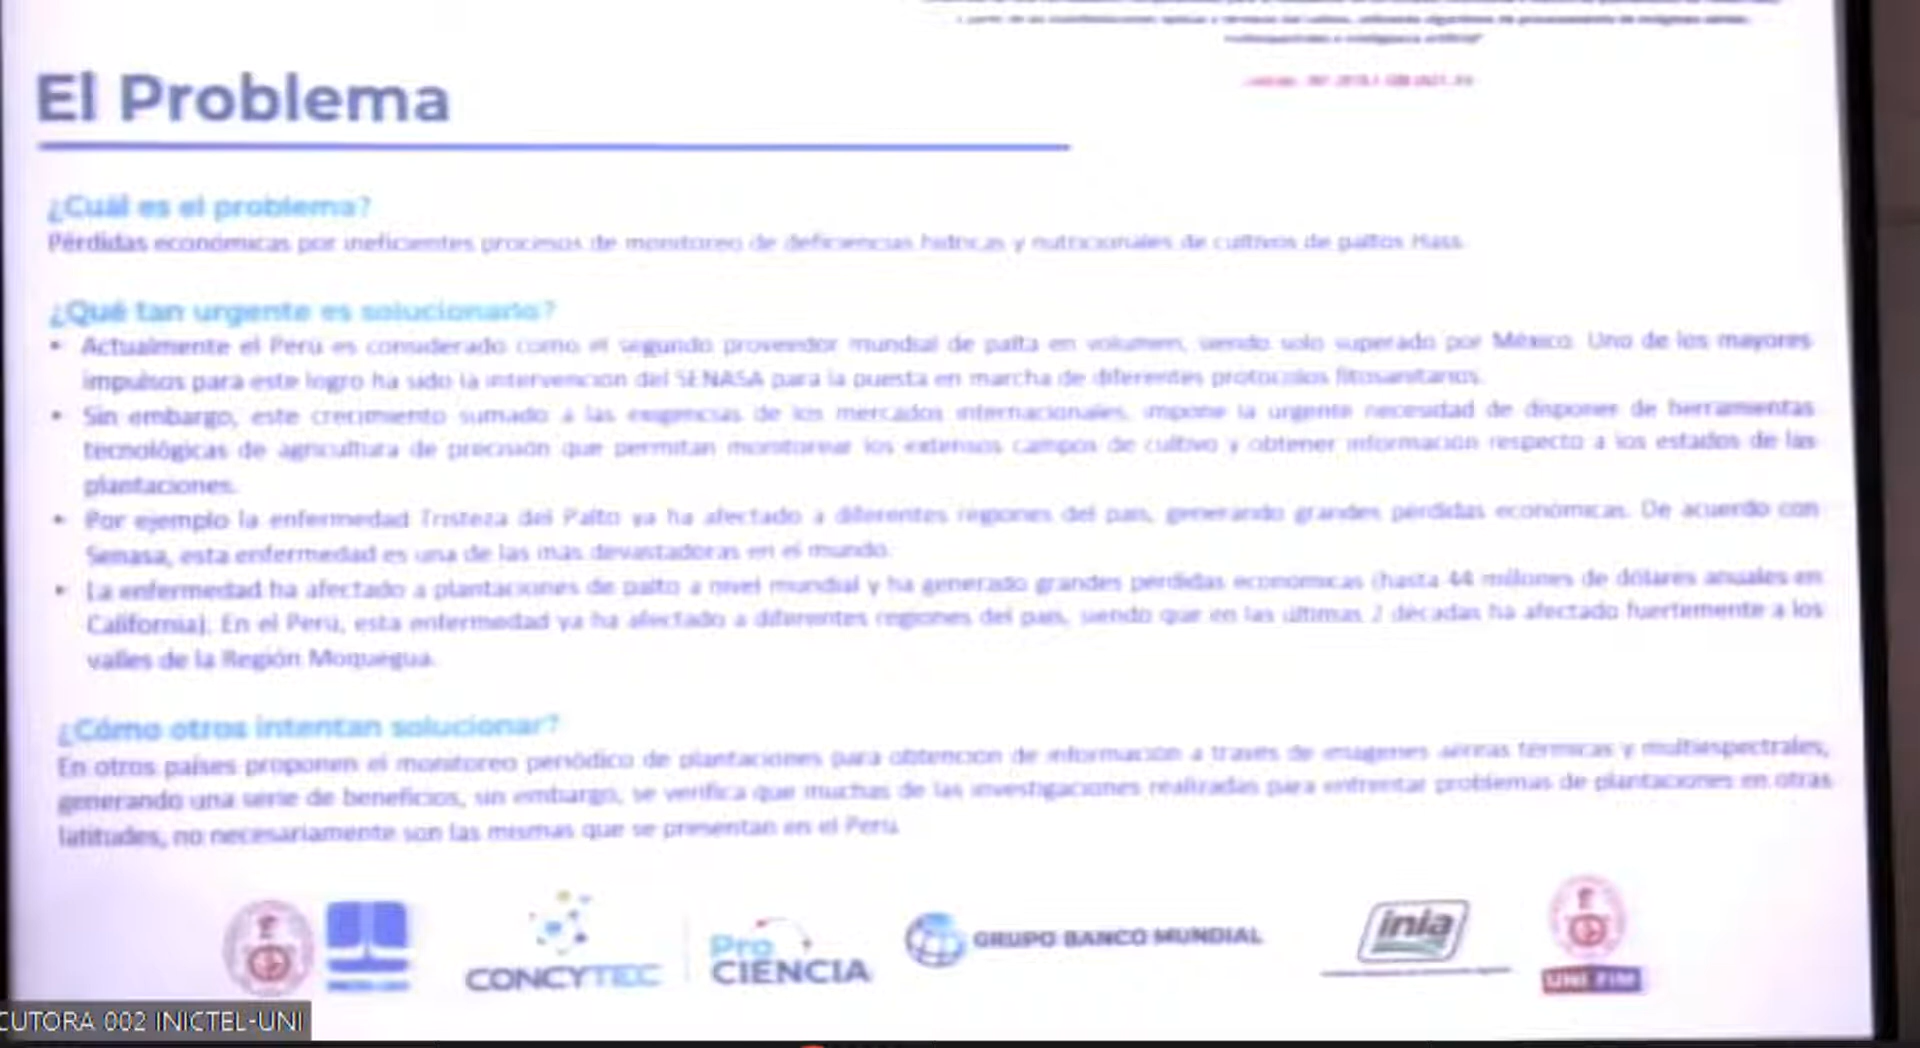 El Problema
¿Cuál es el problema?
Pérdidas económicas por ineficientes procesos de monitoreo de deficiencias hídricas y nutricionales de cultivos de paltos Hass.
¿Qué tan urgente es solucionarlo?
• Actualmente el Perú es considerado como el segundo proveedor mundial de palta en volumen, siendo solo superado por México. Uno de los mayores
impulsos para este logro ha sido la intervención del SENASA para la puesta en marcha de diferentes protocolos fitosanitarios.
• Sin embargo, este crecimiento sumado a las exigencias de los mercados internacionales, impone la urgente necesidad de disponer de herramientas
tecnológicas de agricultura de precisión que permitan monitorear los extensos campos de cultivo y obtener información respecto a los estados de las
plantaciones.
• Por ejemplo la enfermedad Tristeza del Palto ya ha afectado a diferentes regiones del país, generando grandes pérdidas económicas. De acuerdo con
Senasa, esta enfermedad es una de las más devastadoras en el mundo.
• La enfermedad ha afectado a plantaciones de palto a nivel mundial y ha generado grandes pérdidas económicas (hasta 44 millones de dólares anuales en
California). En el Perú, esta enfermedad ya ha afectado a diferentes regiones del país, siendo que en las últimas 2 décadas ha afectado fuertemente a los
valles de la Región Moquegua.
¿Cómo otros intentan solucionar?
En otros países proponen el monitoreo periódico de plantaciones para obtención de información a través de imágenes aéreas térmicas y multiespectrales,
generando una serie de beneficios, sin embargo, se verifica que muchas de las investigaciones realizadas para enfrentar problemas de plantaciones en otras
latitudes, no necesariamente son las mismas que se presentan en el Perú.
CONCYTEC
Pro
CIENCIA
GRUPO BANCO MUNDIAL
inia
UNI FIM
CUTORA 002 INICTEL-UNI